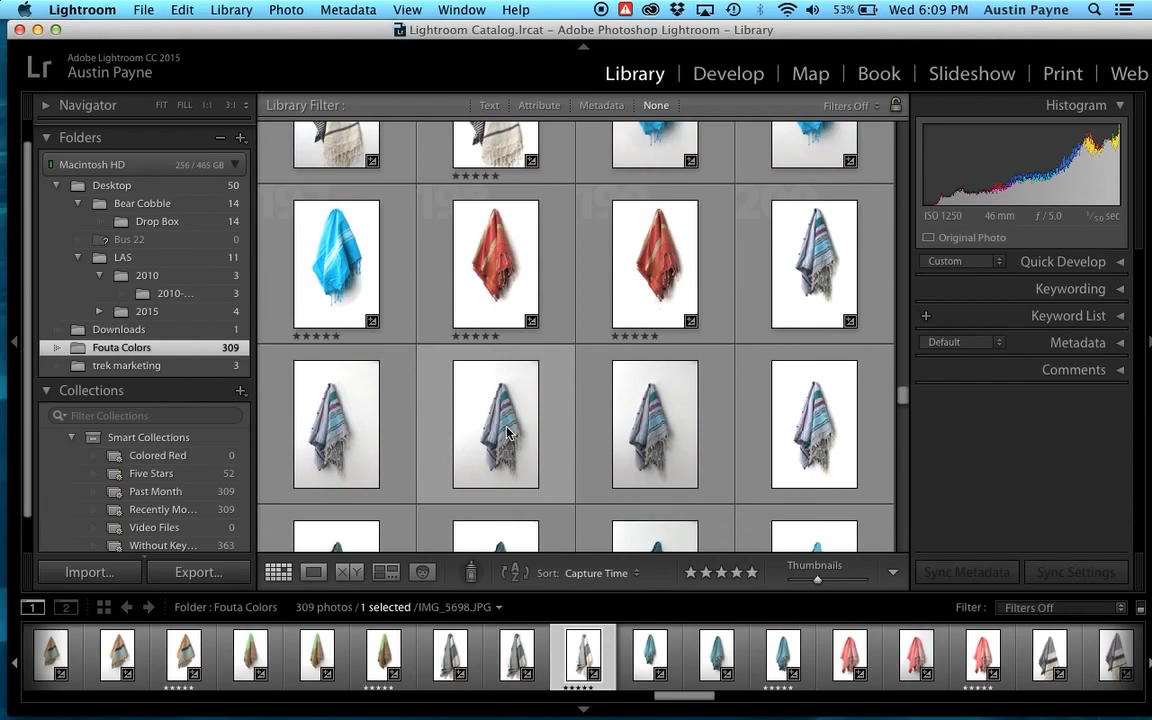 Lightroom File Edit Library Photo Metadata View Window Help 53% Wed 6:09 PM Austin Payne
Lightroom Catalog.lrcat - Adobe Photoshop Lightroom - Library
Lr Adobe Lightroom CC 2015
Austin Payne
Library | Develop | Map | Book | Slideshow | Print | Web
Navigator FIT FILL 1:1 3:1
Library Filter : Text Attribute Metadata None Filters Off
Histogram
Folders
Macintosh HD 256 / 465 GB
Desktop 50
Bear Cobble 14
Drop Box 14
Bus 22 0
LAS 11
2010 3
2010-... 3
2015 4
Downloads 1
Fouta Colors 309
trek marketing 3
Collections
Filter Collections
Smart Collections
Colored Red 0
Five Stars 52
Past Month 309
Recently Mo... 309
Video Files 0
Without Key... 363
Import... Export...
ISO 1250 46 mm ƒ / 5.0 1/5.0 sec
Original Photo
Custom Quick Develop
Keywording
Keyword List
Default Metadata
Comments
XY Sort: Capture Time Thumbnails
Sync Metadata Sync Settings
1 2 Folder : Fouta Colors 309 photos / 1 selected / IMG_5698.JPG Filter : Filters Off